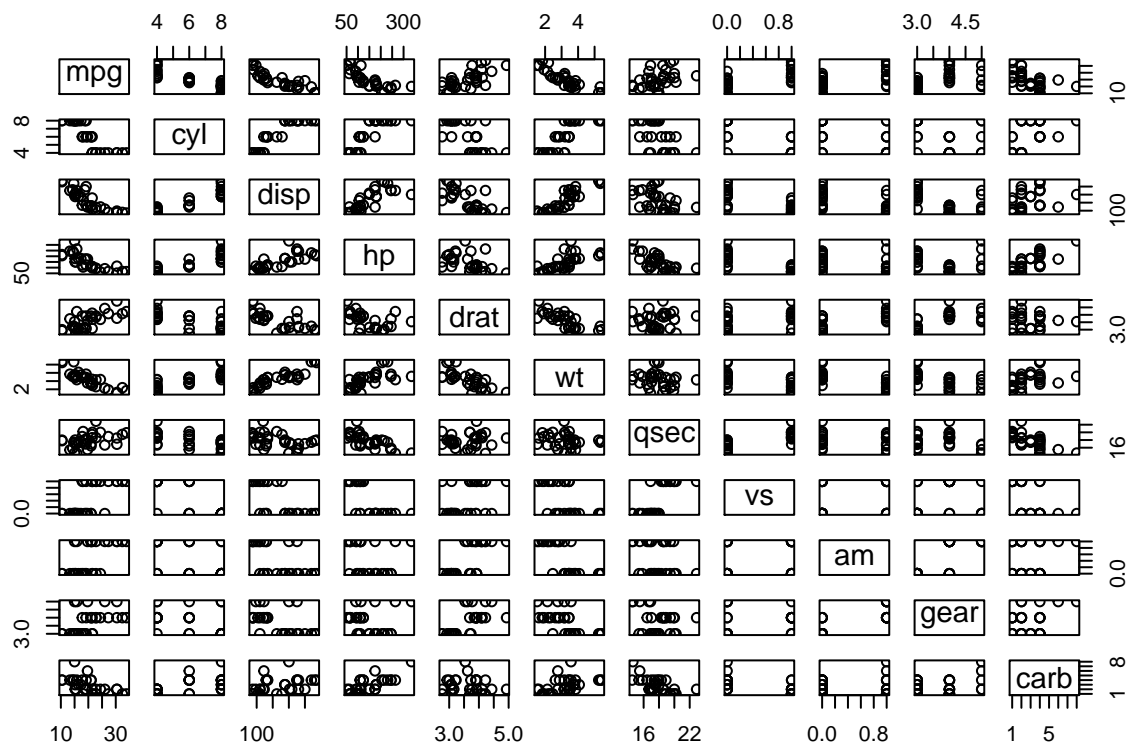 4 6 8 50 300 2 4 0.0 1.0 3.0 4.5
mpg 10
4 8 cyl
disp 100
50 hp
drat 3.0
2 wt
qsec 16
0.0 vs
am 0.0
3.0 gear
carb 1 8
10 30 100 3.0 5.0 16 22 0.0 0.8 1 5